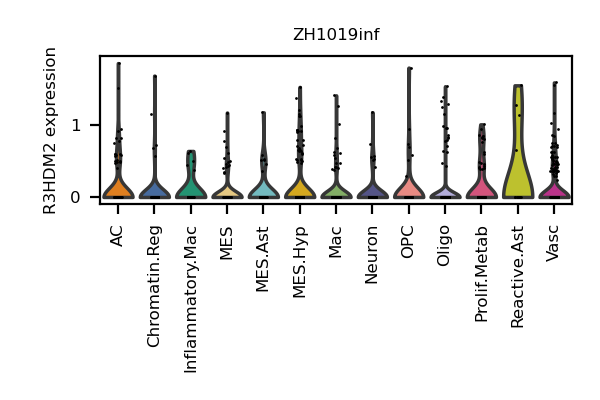 ZH1019inf
R3HDM2 expression
1
0
AC
Chromatin.Reg
Inflammatory.Mac
MES
MES.Ast
MES.Hyp
Mac
Neuron
OPC
Oligo
Prolif.Metab
Reactive.Ast
Vasc